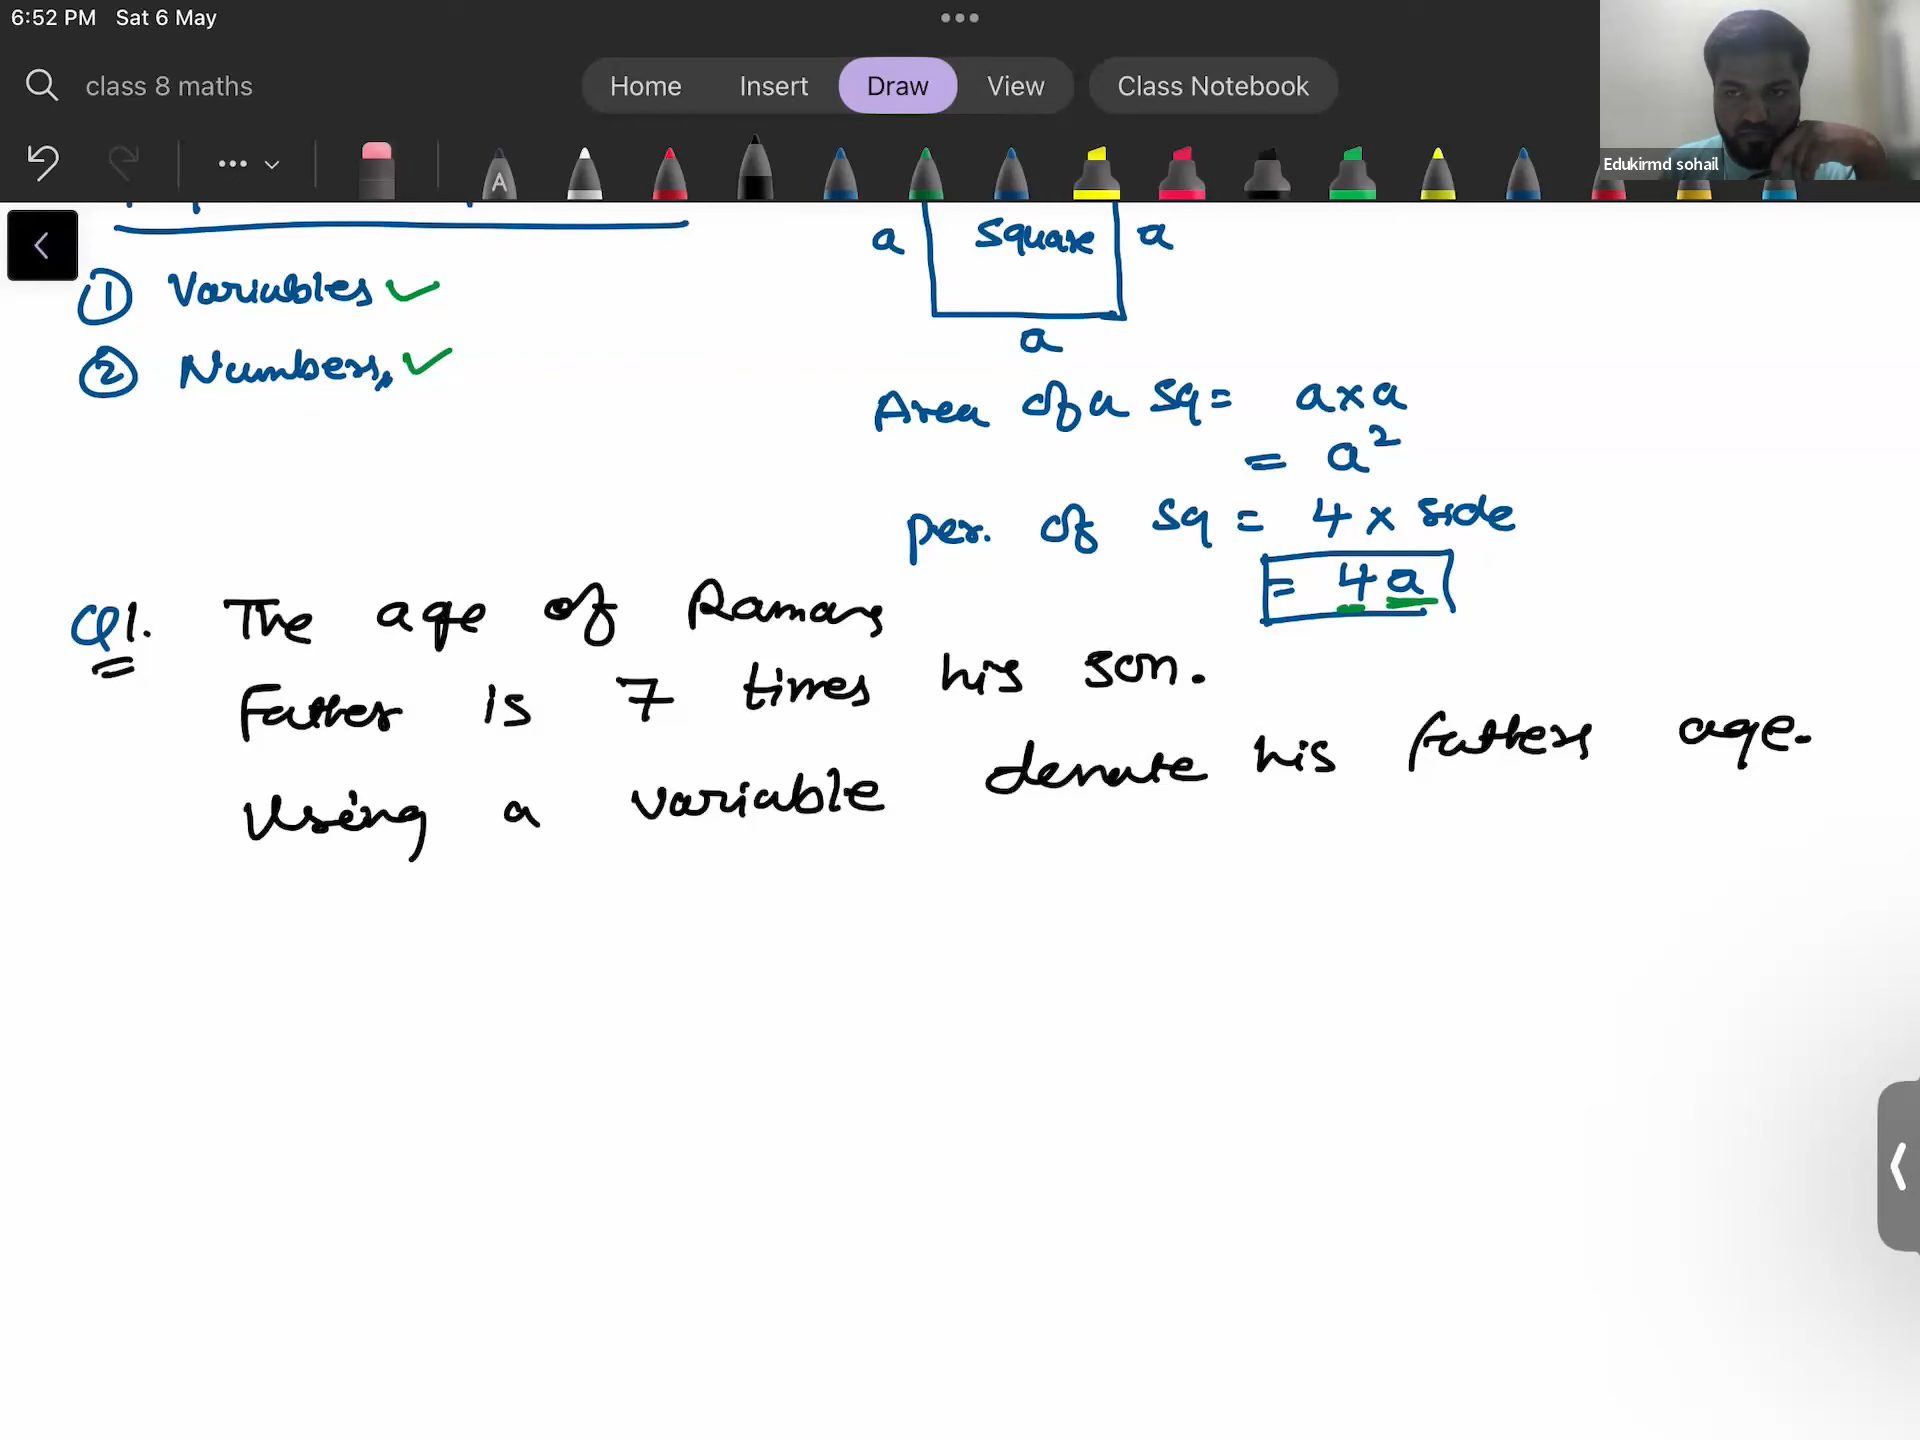 6:52 PM Sat 6 May
class 8 maths
Home Insert Draw View Class Notebook
A
Edukirmd sohail
a square a
a
① Variables ✓
② Numbers ✓
Area of a sq = a x a
= a²
per. of sq = 4 x side
= 4a
Q1. The age of Ramans
Father is 7 times his son.
Using a variable denote his fathers age.